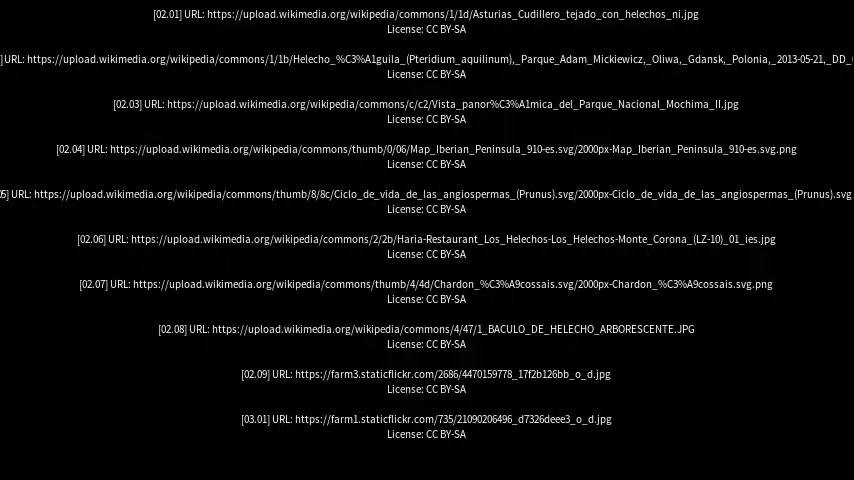 [02.01] URL: https://upload.wikimedia.org/wikipedia/commons/1/1d/Asturias_Cudillero_tejado_con_helechos_ni.jpg
License: CC BY-SA
] URL: https://upload.wikimedia.org/wikipedia/commons/1/1b/Helecho_%C3%A1guila_(Pteridium_aquilinum),_Parque_Adam_Mickiewicz,_Oliwa,_Gdansk,_Polonia,_2013-05-21,_DD_
License: CC BY-SA
[02.03] URL: https://upload.wikimedia.org/wikipedia/commons/c/c2/Vista_panor%C3%A1mica_del_Parque_Nacional_Mochima_II.jpg
License: CC BY-SA
[02.04] URL: https://upload.wikimedia.org/wikipedia/commons/thumb/0/06/Map_Iberian_Peninsula_910-es.svg/2000px-Map_Iberian_Peninsula_910-es.svg.png
License: CC BY-SA
5] URL: https://upload.wikimedia.org/wikipedia/commons/thumb/8/8c/Ciclo_de_vida_de_las_angiospermas_(Prunus).svg/2000px-Ciclo_de_vida_de_las_angiospermas_(Prunus).svg
License: CC BY-SA
[02.06] URL: https://upload.wikimedia.org/wikipedia/commons/2/2b/Haria-Restaurant_Los_Helechos-Los_Helechos-Monte_Corona_(LZ-10)_01_ies.jpg
License: CC BY-SA
[02.07] URL: https://upload.wikimedia.org/wikipedia/commons/thumb/4/4d/Chardon_%C3%A9cossais.svg/2000px-Chardon_%C3%A9cossais.svg.png
License: CC BY-SA
[02.08] URL: https://upload.wikimedia.org/wikipedia/commons/4/47/1_BACULO_DE_HELECHO_ARBORESCENTE.JPG
License: CC BY-SA
[02.09] URL: https://farm3.staticflickr.com/2686/4470159778_17f2b126bb_o_d.jpg
License: CC BY-SA
[03.01] URL: https://farm1.staticflickr.com/735/21090206496_d7326deee3_o_d.jpg
License: CC BY-SA